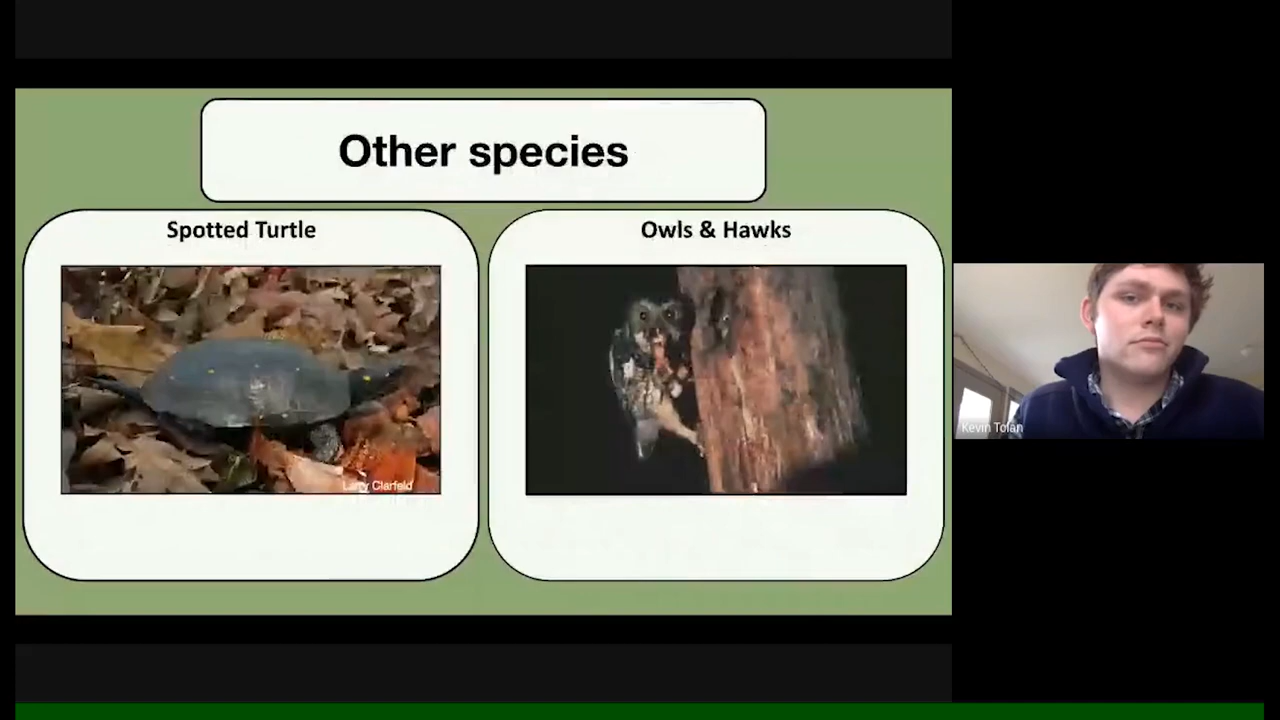 Other species
Spotted Turtle
Owls & Hawks
Larry Clarfeld
Kevin Tolan